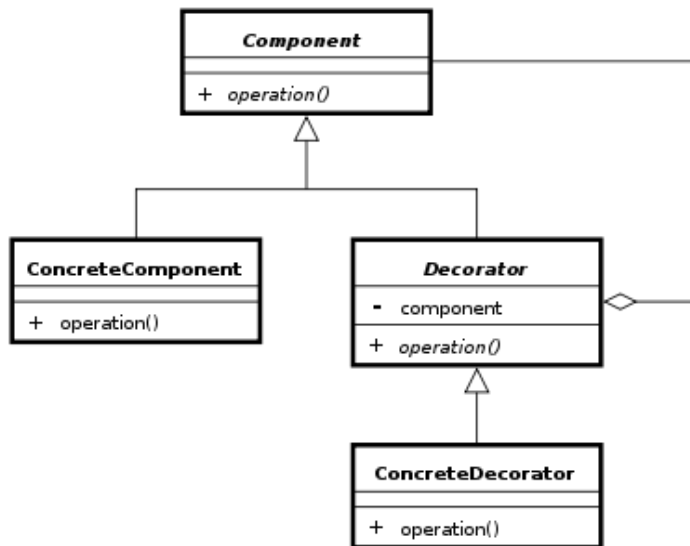 Component
+ operation()
ConcreteComponent
+ operation()
Decorator
- component
+ operation()
ConcreteDecorator
+ operation()